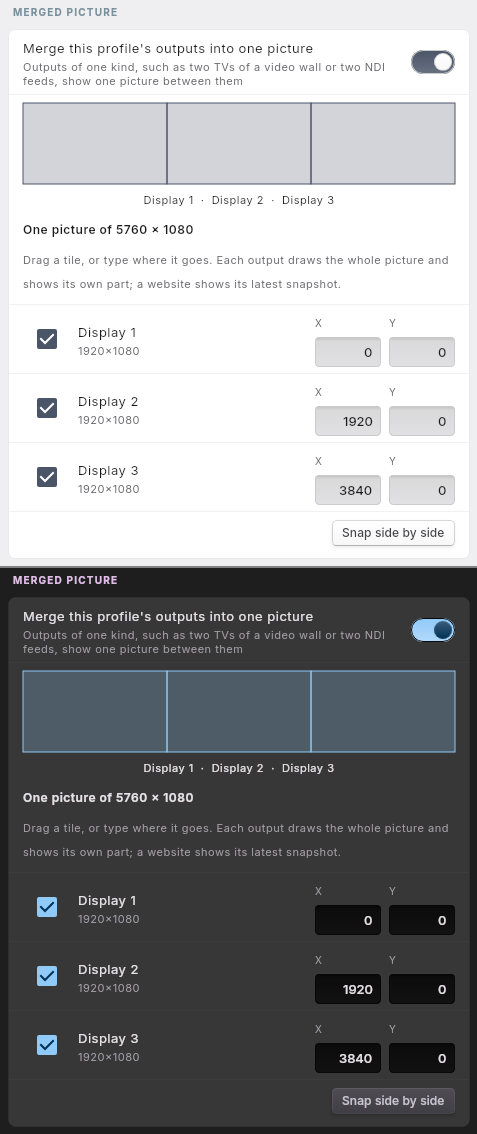 MERGED PICTURE
Merge this profile's outputs into one picture
Outputs of one kind, such as two TVs of a video wall or two NDI
feeds, show one picture between them
Display 1 · Display 2 · Display 3
One picture of 5760 × 1080
Drag a tile, or type where it goes. Each output draws the whole picture and
shows its own part; a website shows its latest snapshot.
X Y
Display 1
1920×1080
0 0
X Y
Display 2
1920×1080
1920 0
X Y
Display 3
1920×1080
3840 0
Snap side by side
MERGED PICTURE
Merge this profile's outputs into one picture
Outputs of one kind, such as two TVs of a video wall or two NDI
feeds, show one picture between them
Display 1 · Display 2 · Display 3
One picture of 5760 × 1080
Drag a tile, or type where it goes. Each output draws the whole picture and
shows its own part; a website shows its latest snapshot.
X Y
Display 1
1920×1080
0 0
X Y
Display 2
1920×1080
1920 0
X Y
Display 3
1920×1080
3840 0
Snap side by side